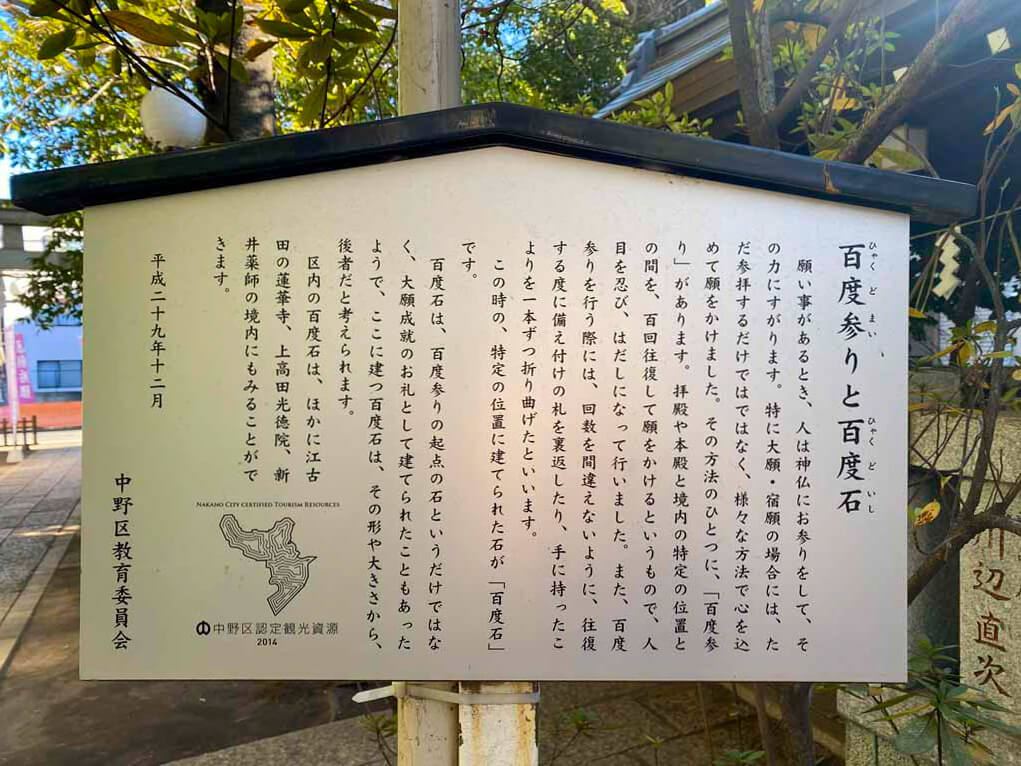 百度参りと百度石
ひゃくどまい
ひゃくどいし
願い事があるとき、人は神仏にお参りをして、そ
の力にすがります。特に大願・宿願の場合には、た
だ参拝するだけではではなく、様々な方法で心を込
めて願をかけました。その方法のひとつに、「百度参
り」があります。拝殿や本殿と境内の特定の位置と
の間を、百回往復して願をかけるというもので、人
目を忍び、はだしになって行いました。また、百度
参りを行う際には、回数を間違えないように、往復
する度に備え付けの札を裏返したり、手に持ったこ
よりを一本ずつ折り曲げたといいます。
この時の、特定の位置に建てられた石が「百度石」
です。
百度石は、百度参りの起点の石というだけではな
く、大願成就のお礼として建てられたこともあった
ようで、ここに建つ百度石は、その形や大きさから、
後者だと考えられます。
区内の百度石は、ほかに江古
田の蓮華寺、上高田光徳院、新
井薬師の境内にもみることがで
きます。
平成二十九年十二月
中野区教育委員会
NAKANO CITY CERTIFIED TOURISM RESOURCES
中野区認定観光資源
2014
川辺直次